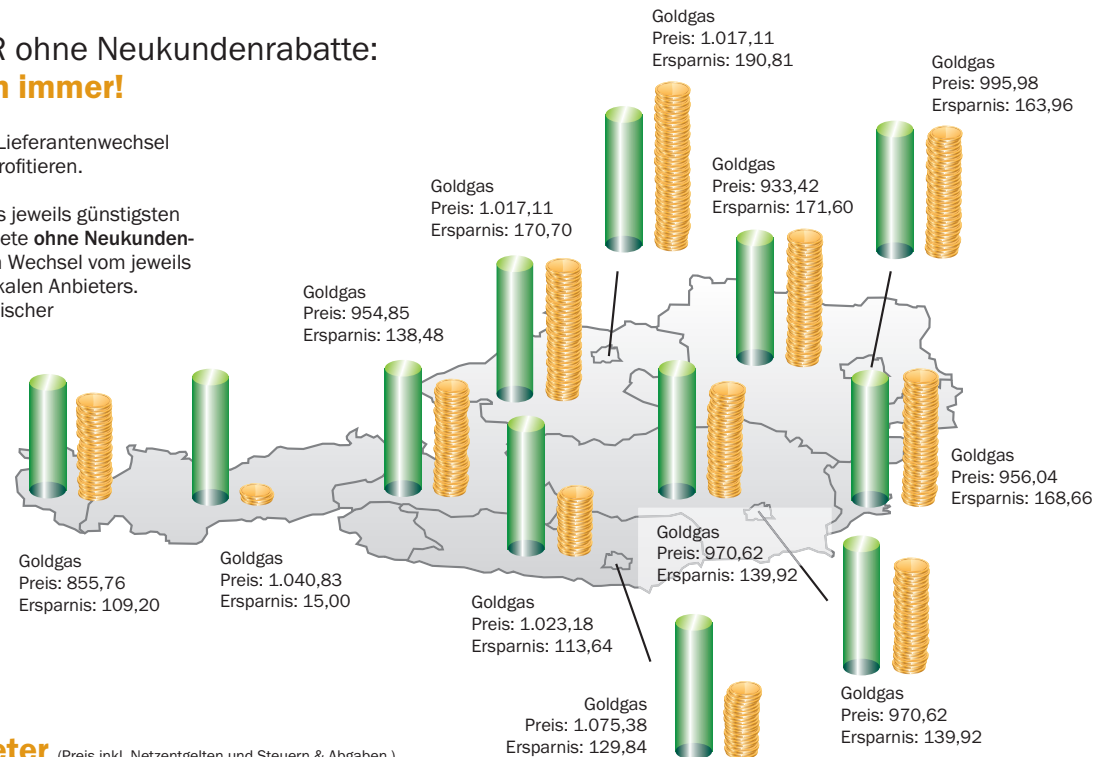 ohne Neukundenrabatte:
immer!
Lieferantenwechsel
jeweils günstigsten
ohne Neukunden-
Wechsel vom jeweils
Anbieters.
Goldgas
Preis: 1.017,11
Ersparnis: 190,81
Goldgas
Preis: 995,98
Ersparnis: 163,96
Goldgas
Preis: 933,42
Ersparnis: 171,60
Goldgas
Preis: 1.017,11
Ersparnis: 170,70
Goldgas
Preis: 954,85
Ersparnis: 138,48
Goldgas
Preis: 956,04
Ersparnis: 168,66
Goldgas
Preis: 855,76
Ersparnis: 109,20
Goldgas
Preis: 1.040,83
Ersparnis: 15,00
Goldgas
Preis: 970,62
Ersparnis: 139,92
Goldgas
Preis: 1.023,18
Ersparnis: 113,64
Goldgas
Preis: 1.075,38
Ersparnis: 129,84
Goldgas
Preis: 970,62
Ersparnis: 139,92
(Preis inkl. Netzentgelten und Steuern & Abgaben.)